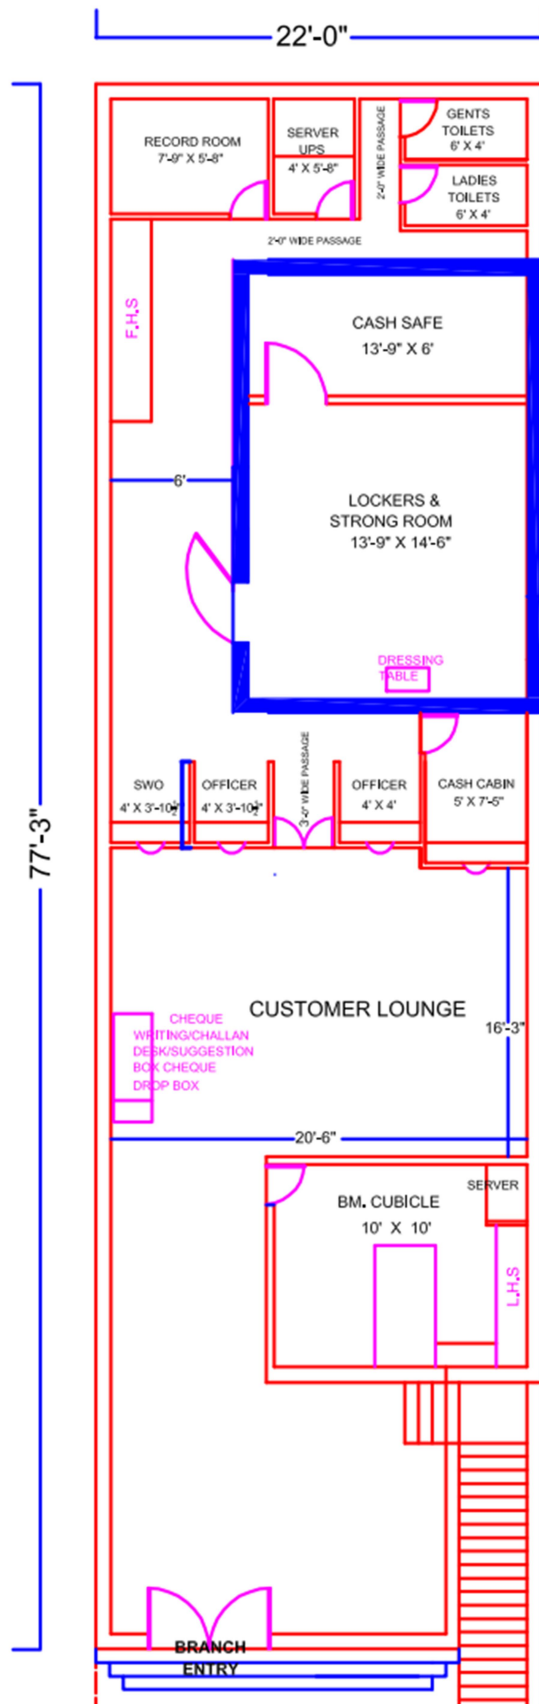 22'-0"
RECORD ROOM
7'-9" X 5'-8"
SERVER
UPS
4' X 5'-8"
2'-0" WIDE PASSAGE
GENTS
TOILETS
6' X 4'
LADIES
TOILETS
6' X 4'
2'-0" WIDE PASSAGE
F.H.S
CASH SAFE
13'-9" X 6'
6'
LOCKERS &
STRONG ROOM
13'-9" X 14'-6"
DRESSING
TABLE
SWO
4' X 3'-10½"
OFFICER
4' X 3'-10½"
3'-0" WIDE PASSAGE
OFFICER
4' X 4'
CASH CABIN
5' X 7'-5"
77'-3"
CUSTOMER LOUNGE
16'-3"
CHEQUE
WRITING/CHALLAN
DESK/SUGGESTION
BOX CHEQUE
DROP BOX
20'-6"
SERVER
BM. CUBICLE
10' X 10'
L.H.S
BRANCH
ENTRY